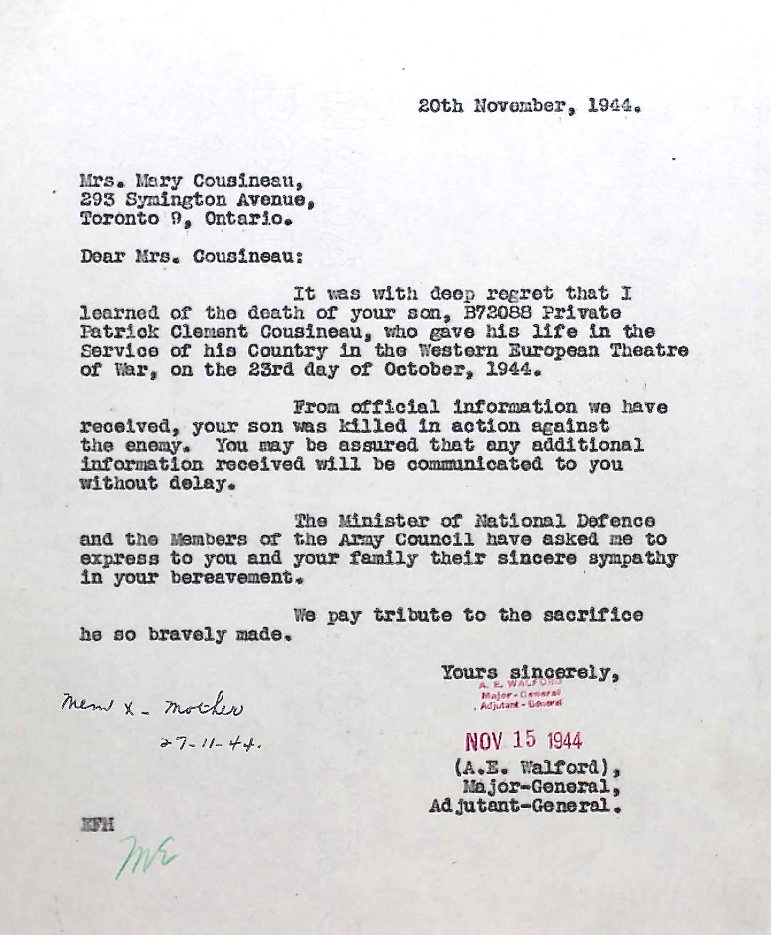 20th November, 1944.
Mrs. Mary Cousineau,
293 Symington Avenue,
Toronto 9, Ontario.
Dear Mrs. Cousineau:
It was with deep regret that I
learned of the death of your son, B72088 Private
Patrick Clement Cousineau, who gave his life in the
Service of his Country in the Western European Theatre
of War, on the 23rd day of October, 1944.
From official information we have
received, your son was killed in action against
the enemy. You may be assured that any additional
information received will be communicated to you
without delay.
The Minister of National Defence
and the Members of the Army Council have asked me to
express to you and your family their sincere sympathy
in your bereavement.
We pay tribute to the sacrifice
he so bravely made.
Yours sincerely,
A. E. WALFORD
Major-General
Adjutant-General
Mem X - Mother
NOV 15 1944
27-11-44.
(A.E. Walford),
Major-General,
Adjutant-General.
EFH